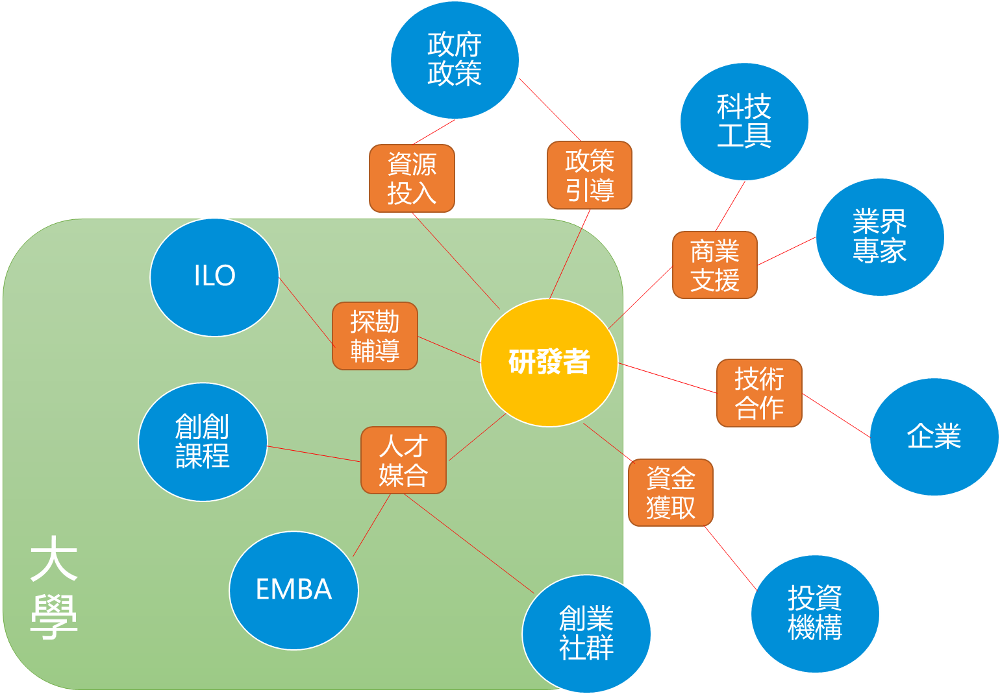 政府
政策
科技
工具
資源
投入
政策
引導
業界
專家
商業
支援
ILO
探勘
輔導
研發者
技術
合作
企業
創創
課程
人才
媒合
資金
獲取
大
學
EMBA
創業
社群
投資
機構